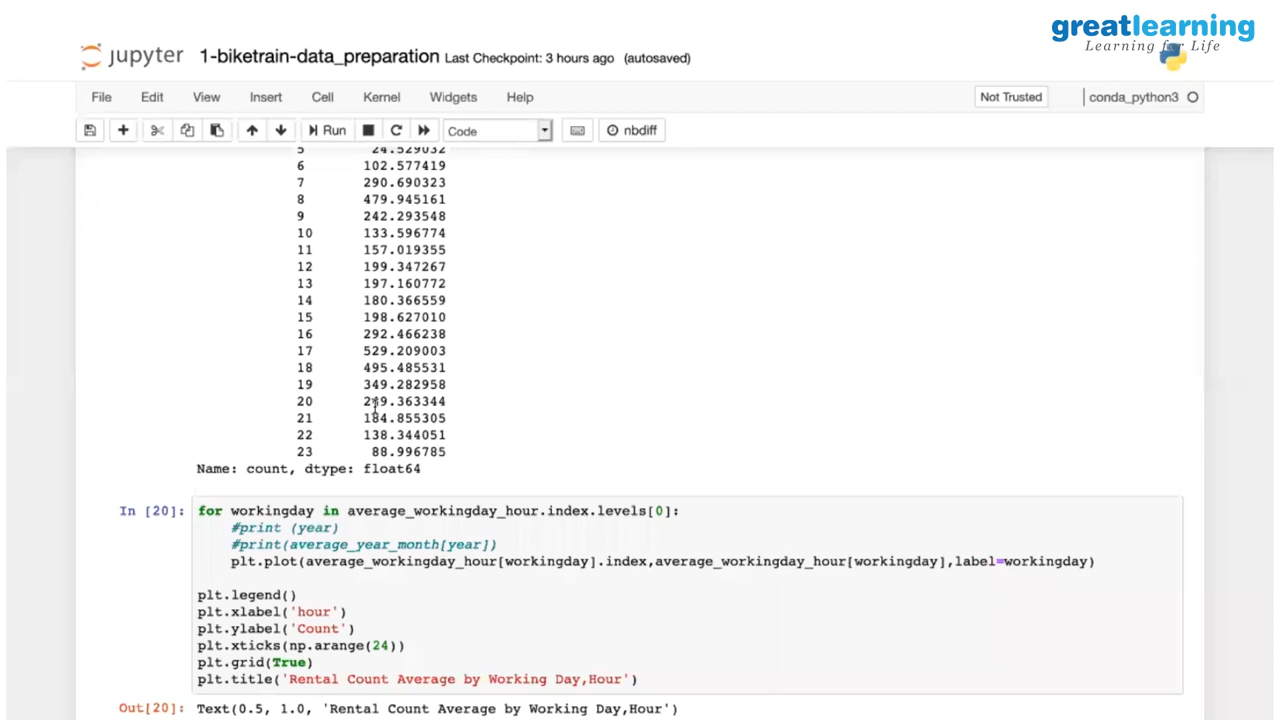 greatlearning
Learning for Life
jupyter 1-biketrain-data_preparation Last Checkpoint: 3 hours ago (autosaved)
File Edit View Insert Cell Kernel Widgets Help Not Trusted conda_python3
Run Code nbdiff
5 24.529032
6 102.577419
7 290.690323
8 479.945161
9 242.293548
10 133.596774
11 157.019355
12 199.347267
13 197.160772
14 180.366559
15 198.627010
16 292.466238
17 529.209003
18 495.485531
19 349.282958
20 249.363344
21 184.855305
22 138.344051
23 88.996785
Name: count, dtype: float64
In [20]: for workingday in average_workingday_hour.index.levels[0]:
#print (year)
#print(average_year_month[year])
plt.plot(average_workingday_hour[workingday].index,average_workingday_hour[workingday],label=workingday)
plt.legend()
plt.xlabel('hour')
plt.ylabel('Count')
plt.xticks(np.arange(24))
plt.grid(True)
plt.title('Rental Count Average by Working Day,Hour')
Out[20]: Text(0.5, 1.0, 'Rental Count Average by Working Day,Hour')